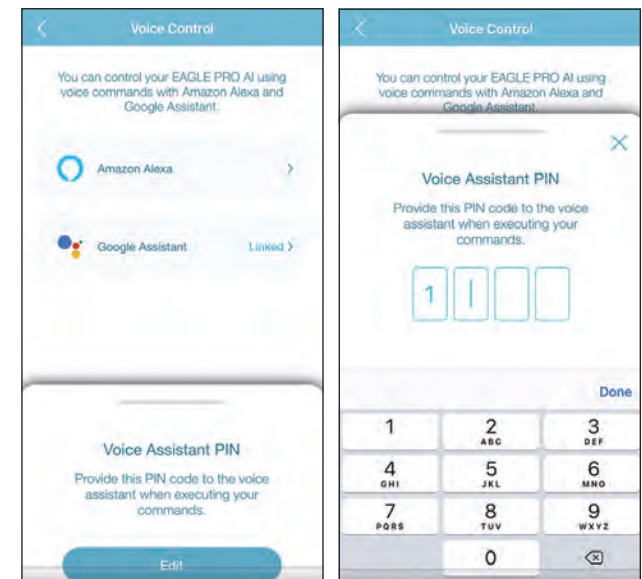 Voice Control
You can control your EAGLE PRO AI using
voice commands with Amazon Alexa and
Google Assistant.
Amazon Alexa
Google Assistant Linked
Voice Assistant PIN
Provide this PIN code to the voice
assistant when executing your
commands.
Edit
Voice Control
You can control your EAGLE PRO AI using
voice commands with Amazon Alexa and
Google Assistant.
Voice Assistant PIN
Provide this PIN code to the voice
assistant when executing your
commands.
1
Done
1 2 3
ABC DEF
4 5 6
GHI JKL MNO
7 8 9
PQRS TUV WXYZ
0